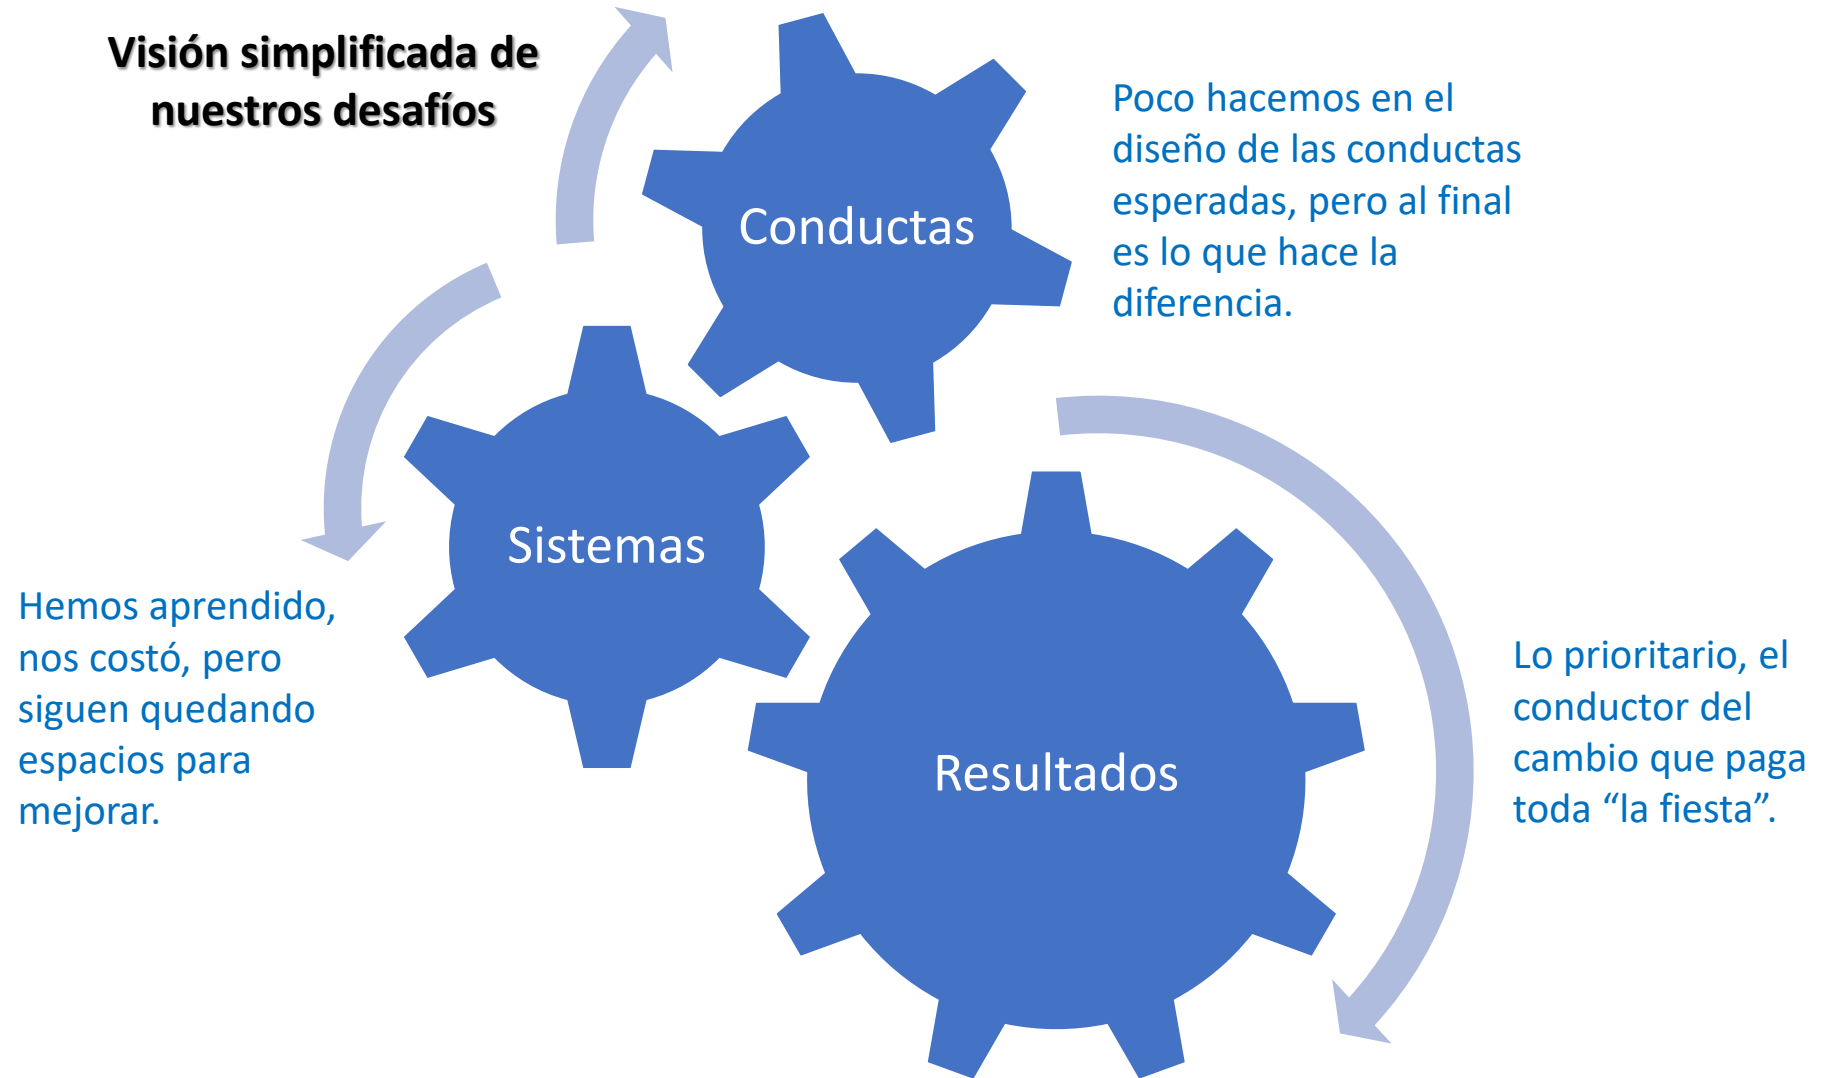 Visión simplificada de
nuestros desafíos
Poco hacemos en el
diseño de las conductas
esperadas, pero al final
es lo que hace la
diferencia.
Conductas
Sistemas
Hemos aprendido,
nos costó, pero
siguen quedando
espacios para
mejorar.
Resultados
Lo prioritario, el
conductor del
cambio que paga
toda “la fiesta”.